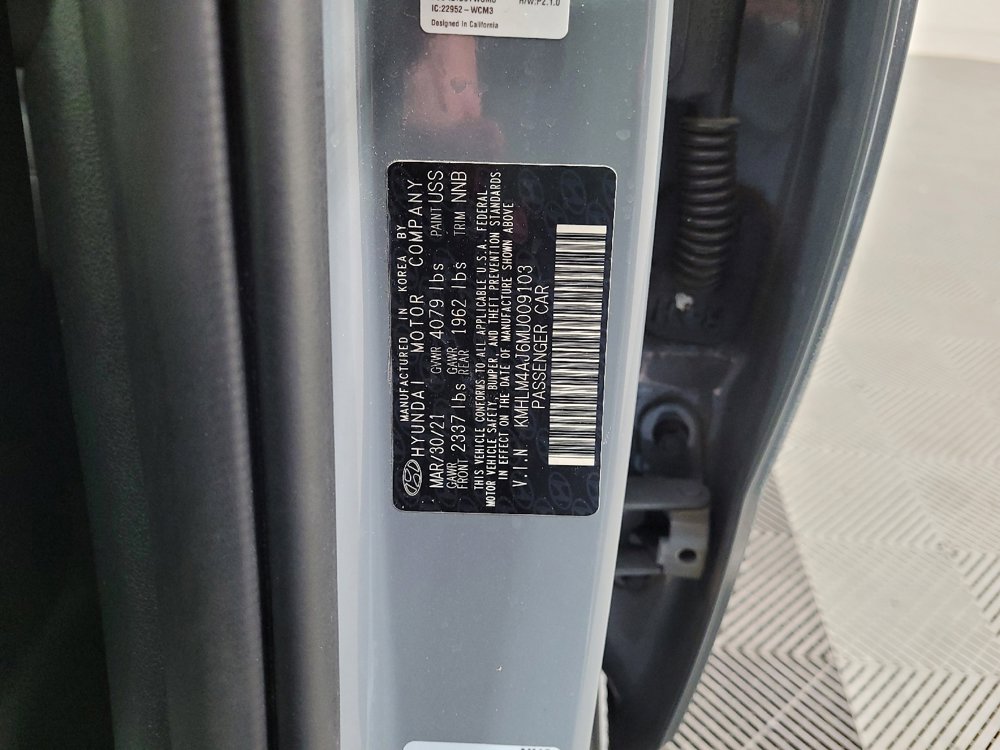 IC:22952-WCM3
H/W:P2.1.0
Designed in California
MANUFACTURED IN KOREA BY
HYUNDAI MOTOR COMPANY
MAR/30/21 GVWR 4079 lbs PAINT USS
GAWR FRONT 2337 lbs GAWR REAR 1962 lbs TRIM NNB
THIS VEHICLE CONFORMS TO ALL APPLICABLE U.S.A. FEDERAL
MOTOR VEHICLE SAFETY, BUMPER, AND THEFT PREVENTION STANDARDS
IN EFFECT ON THE DATE OF MANUFACTURE SHOWN ABOVE
V.I.N KMHLM4AJ6MU009103
PASSENGER CAR